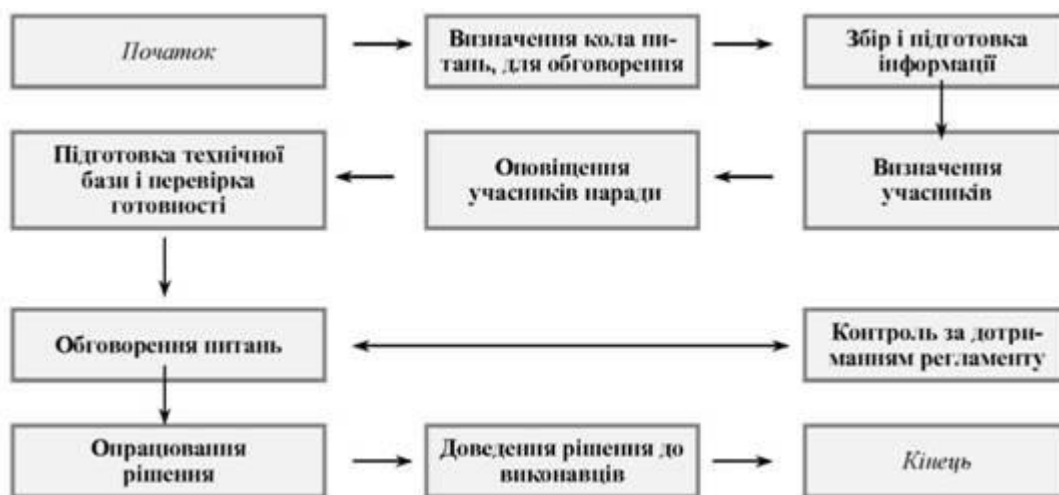 Початок
Визначення кола пи-
тань, для обговорення
Збір і підготовка
інформації
Підготовка технічної
бази і перевірка
готовності
Оповіщення
учасників наради
Визначення
учасників
Обговорення питань
Контроль за дотри-
манням регламенту
Опрацювання
рішення
Доведення рішення до
виконавців
Кінець